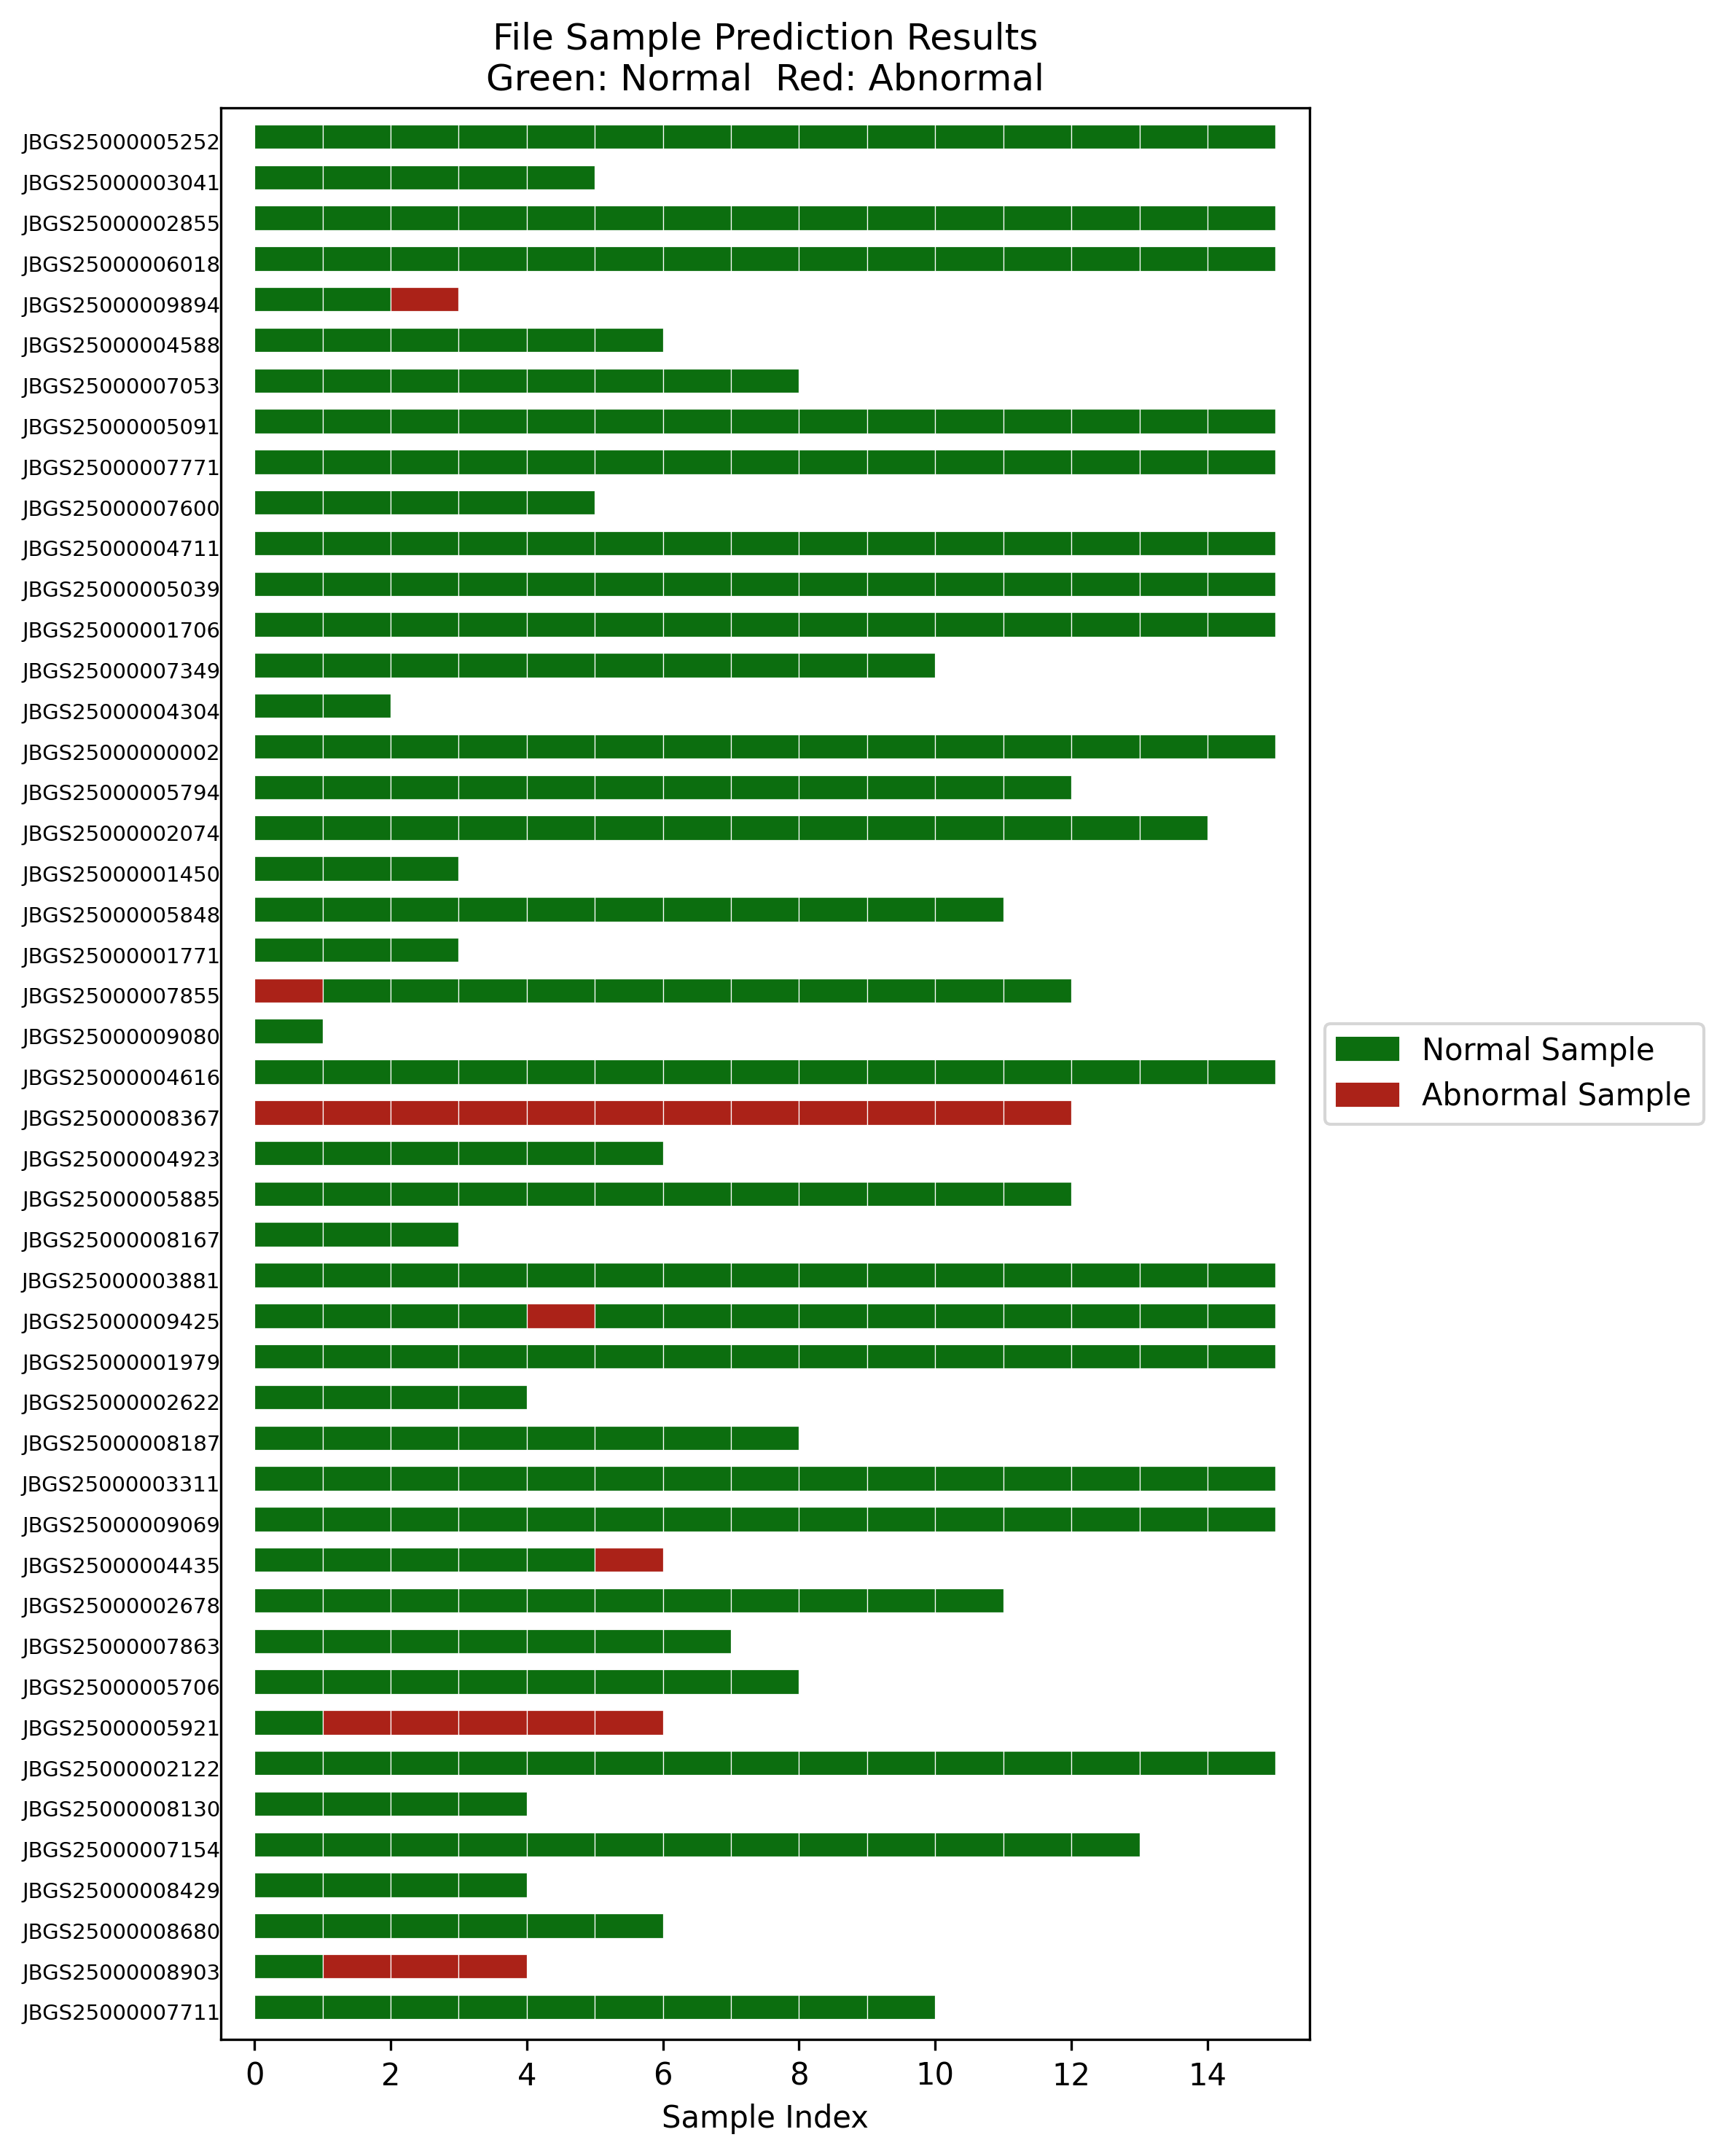 File Sample Prediction Results
Green: Normal  Red: Abnormal
JBGS25000005252
JBGS25000003041
JBGS25000002855
JBGS25000006018
JBGS25000009894
JBGS25000004588
JBGS25000007053
JBGS25000005091
JBGS25000007771
JBGS25000007600
JBGS25000004711
JBGS25000005039
JBGS25000001706
JBGS25000007349
JBGS25000004304
JBGS25000000002
JBGS25000005794
JBGS25000002074
JBGS25000001450
JBGS25000005848
JBGS25000001771
JBGS25000007855
JBGS25000009080
JBGS25000004616
JBGS25000008367
JBGS25000004923
JBGS25000005885
JBGS25000008167
JBGS25000003881
JBGS25000009425
JBGS25000001979
JBGS25000002622
JBGS25000008187
JBGS25000003311
JBGS25000009069
JBGS25000004435
JBGS25000002678
JBGS25000007863
JBGS25000005706
JBGS25000005921
JBGS25000002122
JBGS25000008130
JBGS25000007154
JBGS25000008429
JBGS25000008680
JBGS25000008903
JBGS25000007711
0 2 4 6 8 10 12 14
Sample Index
Normal Sample
Abnormal Sample